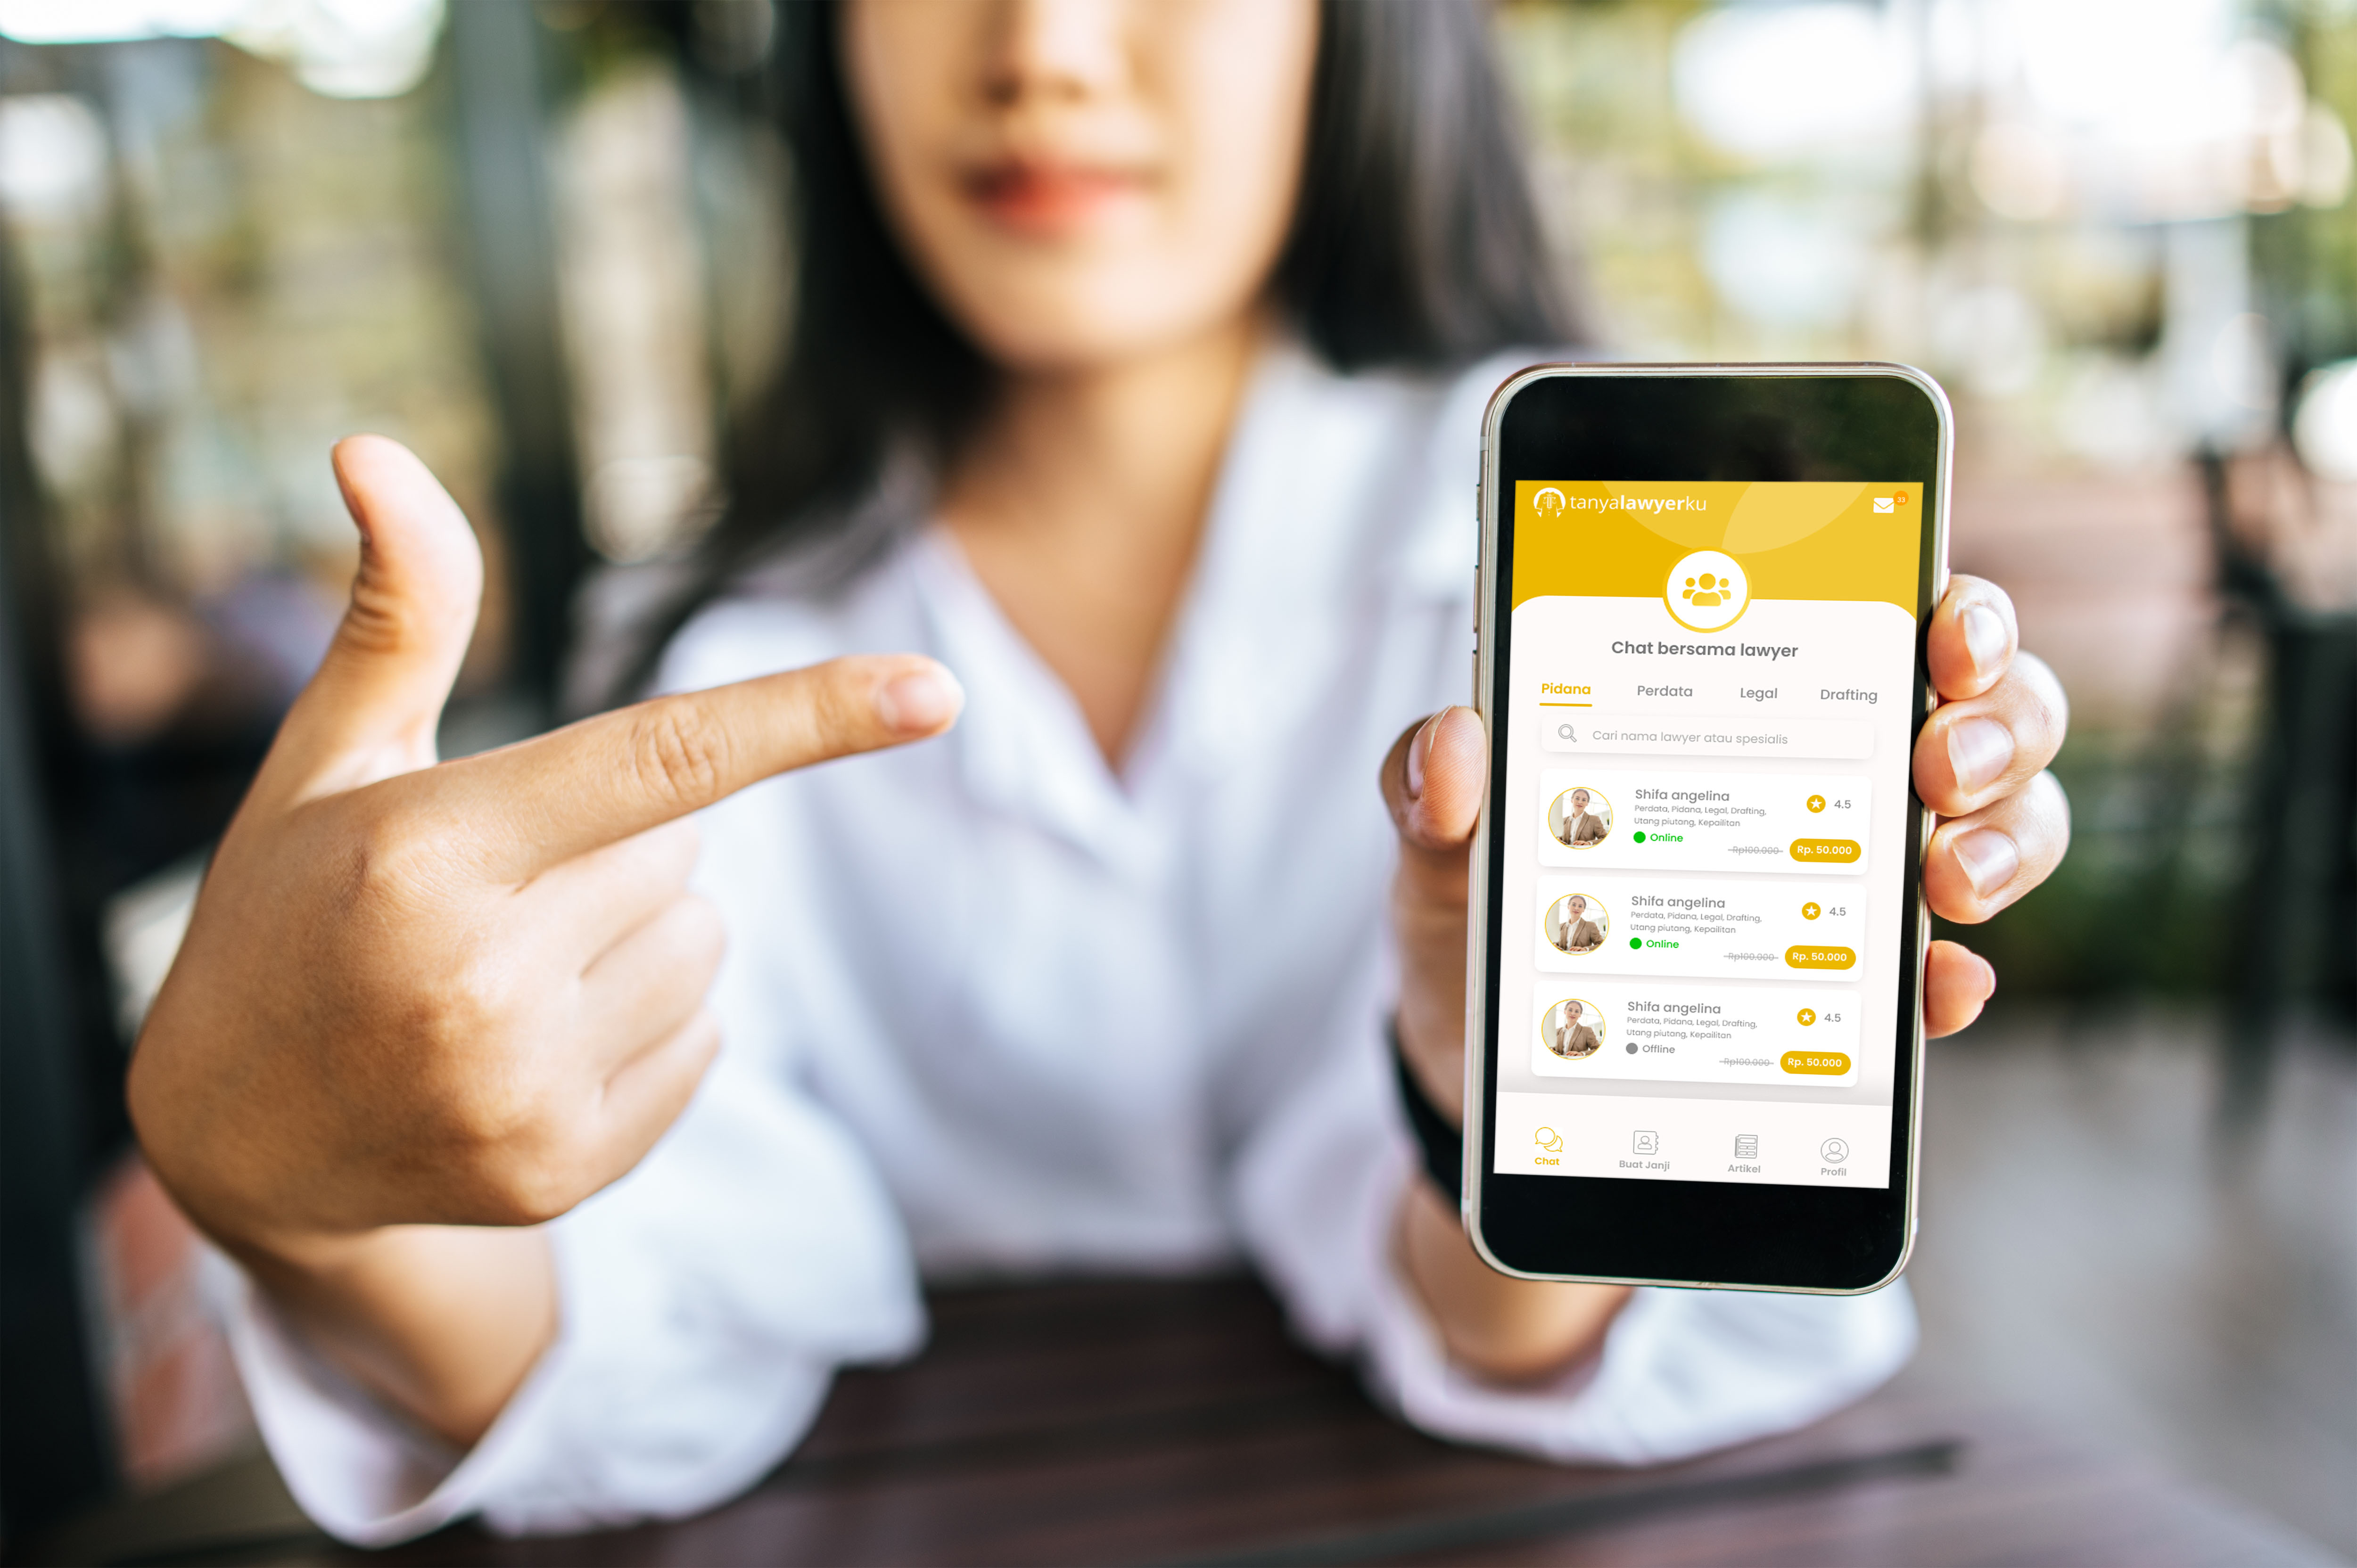 tanyalawyerku
33
Chat bersama lawyer
Pidana Perdata Legal Drafting
Cari nama lawyer atau spesialis
Shifa angelina
Perdata, Pidana, Legal, Drafting,
Utang piutang, Kepailitan
4.5
Online
Rp100.000 Rp. 50.000
Shifa angelina
Perdata, Pidana, Legal, Drafting,
Utang piutang, Kepailitan
4.5
Online
Rp100.000 Rp. 50.000
Shifa angelina
Perdata, Pidana, Legal, Drafting,
Utang piutang, Kepailitan
4.5
Offline
Rp100.000 Rp. 50.000
Chat Buat Janji Artikel Profil